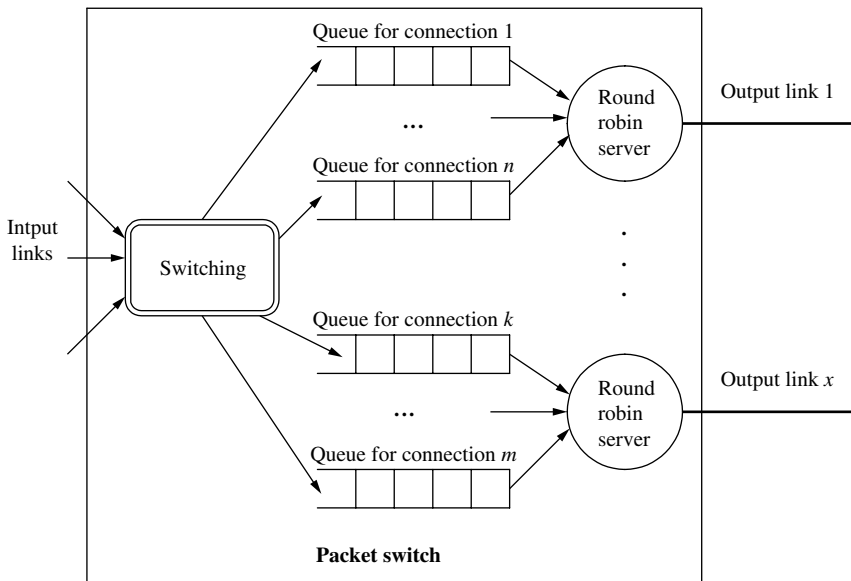 Queue for connection 1
Round
robin
server
Output link 1
...
Queue for connection n
Intput
links
Switching
Queue for connection k
Round
robin
server
Output link x
...
Queue for connection m
Packet switch